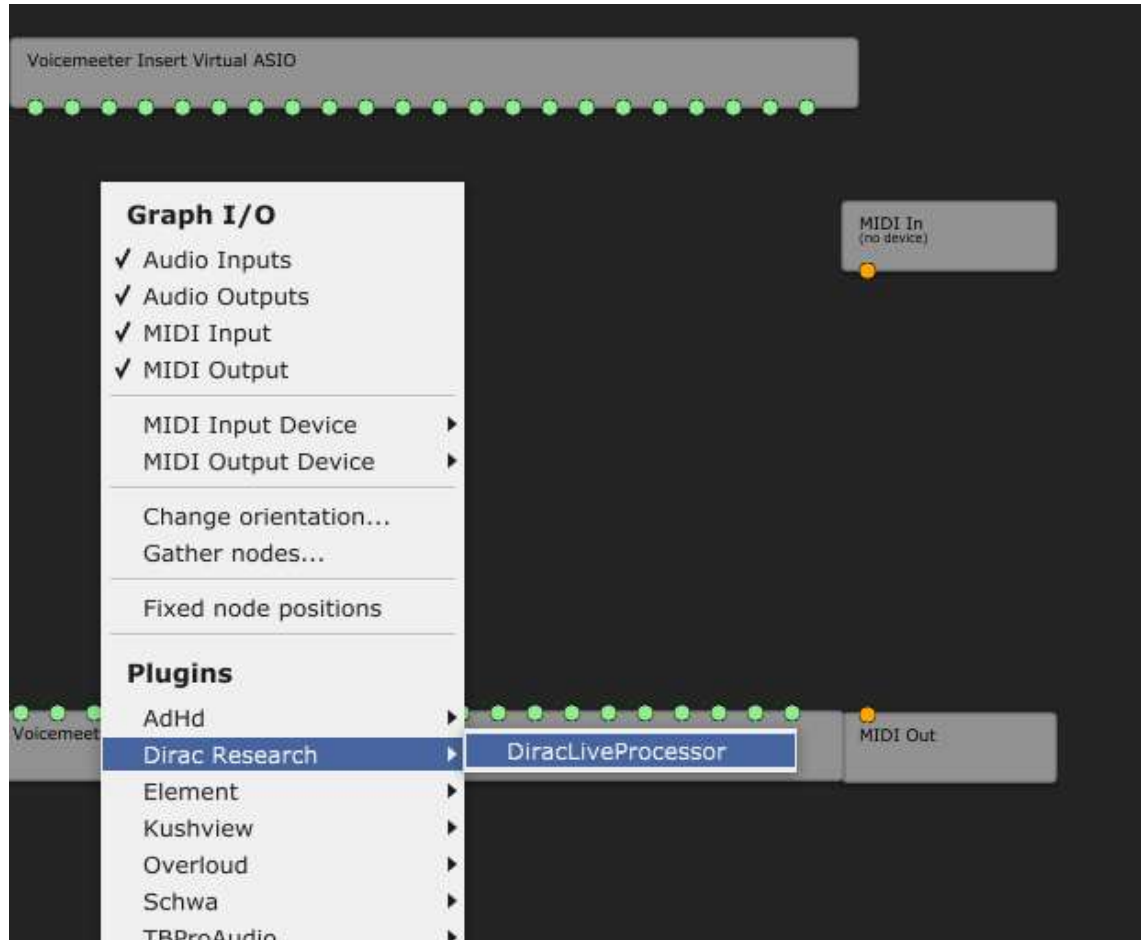 Voicemeeter Insert Virtual ASIO
Graph I/O
✓ Audio Inputs
✓ Audio Outputs
✓ MIDI Input
✓ MIDI Output
MIDI Input Device
MIDI Output Device
Change orientation...
Gather nodes...
Fixed node positions
Plugins
AdHd
Dirac Research
DiracLiveProcessor
Element
Kushview
Overloud
Schwa
TBProAudio
MIDI In
(no device)
Voicemeet
MIDI Out